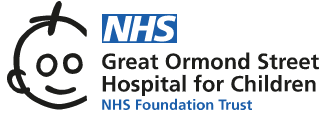 NHS
Great Ormond Street
Hospital for Children
NHS Foundation Trust